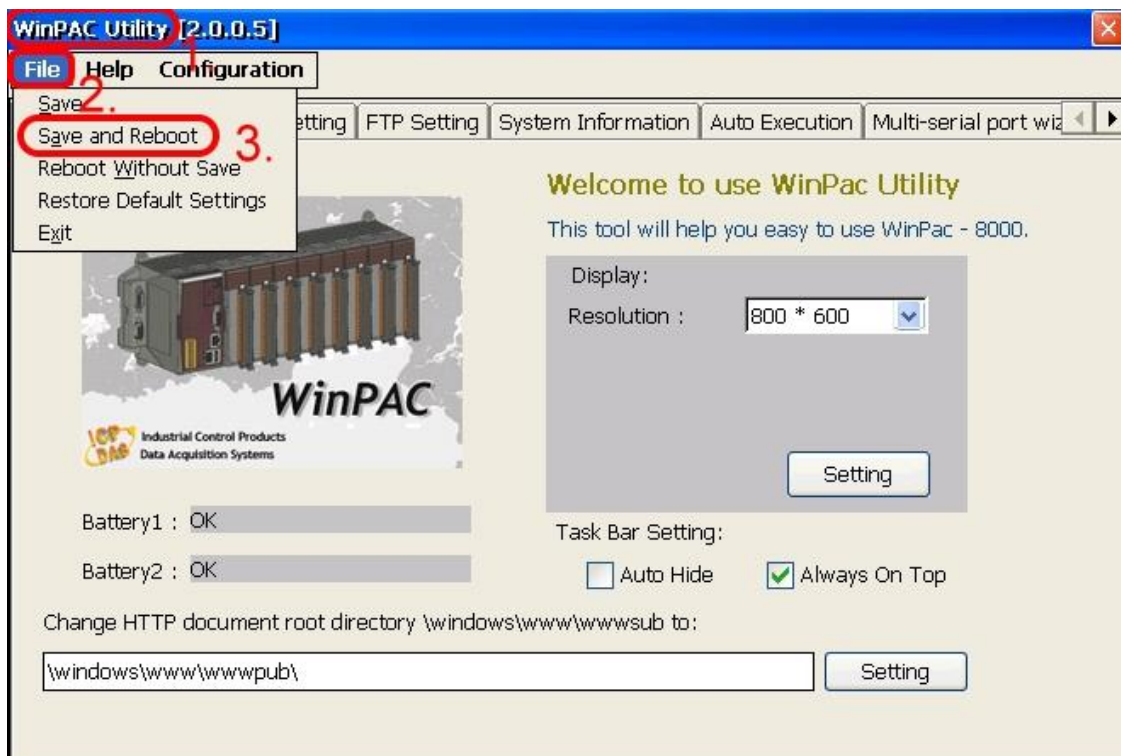 WinPAC Utility [2.0.0.5]
1.
File Help Configuration
2.
Save
Save and Reboot
3.
Reboot Without Save
Restore Default Settings
Exit
etting FTP Setting System Information Auto Execution Multi-serial port wiz
Welcome to use WinPac Utility
This tool will help you easy to use WinPac - 8000.
Display:
Resolution : 800 * 600
Setting
WinPAC
ICP DAS
Industrial Control Products
Data Acquisition Systems
Battery1 : OK
Battery2 : OK
Task Bar Setting:
Auto Hide Always On Top
Change HTTP document root directory \windows\www\wwwsub to:
\windows\www\wwwpub\ Setting